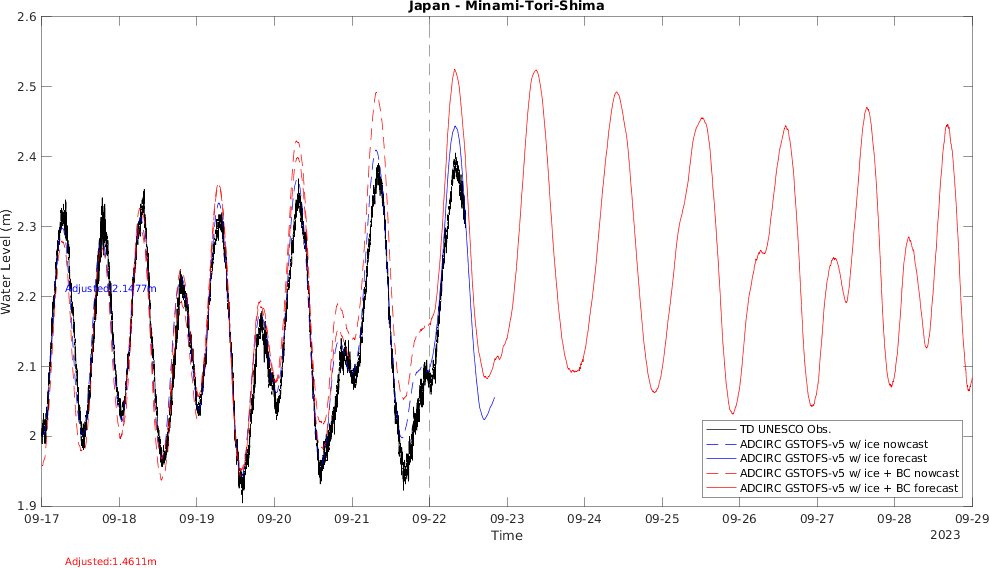 Japan - Minami-Tori-Shima
2.6
2.5
2.4
2.3
2.2
2.1
2
1.9
Water Level (m)
Adjusted:2.1477m
TD UNESCO Obs.
ADCIRC GSTOFS-v5 w/ ice nowcast
ADCIRC GSTOFS-v5 w/ ice forecast
ADCIRC GSTOFS-v5 w/ ice + BC nowcast
ADCIRC GSTOFS-v5 w/ ice + BC forecast
09-17 09-18 09-19 09-20 09-21 09-22 09-23 09-24 09-25 09-26 09-27 09-28 09-29
Time
2023
Adjusted:1.4611m